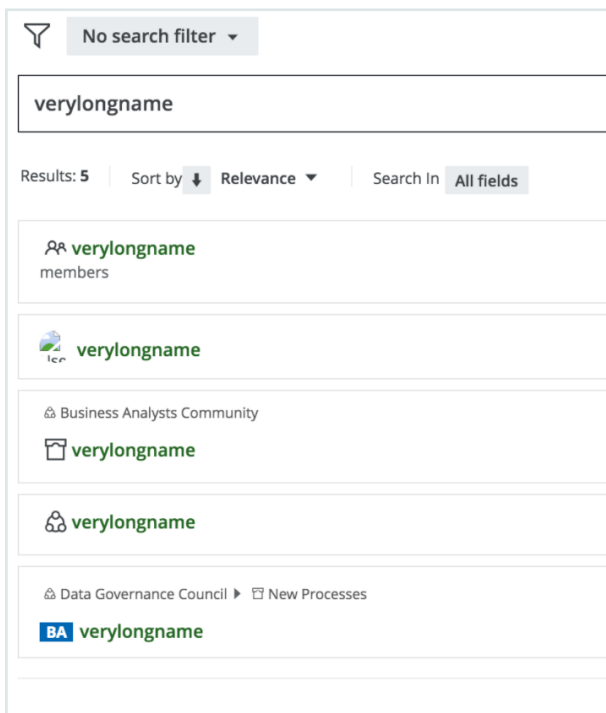 No search filter
verylongname
Results: 5 Sort by Relevance Search In All fields
verylongname
members
verylongname
Business Analysts Community
verylongname
verylongname
Data Governance Council New Processes
BA verylongname